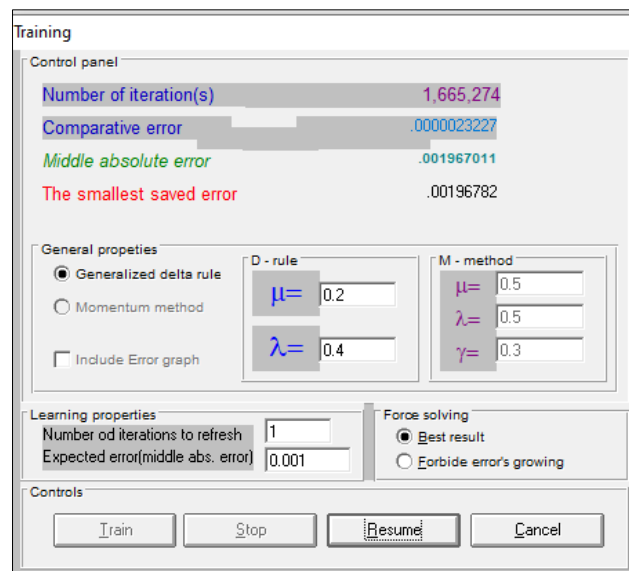 Training
Control panel
Number of iteration(s) 1,665,274
Comparative error .0000023227
Middle absolute error .001967011
The smallest saved error .00196782
General propeties
Generalized delta rule
Momentum method
Include Error graph
D - rule
μ= 0.2
λ= 0.4
M - method
μ= 0.5
λ= 0.5
γ= 0.3
Learning properties
Number od iterations to refresh 1
Expected error(middle abs. error) 0.001
Force solving
Best result
Forbide error's growing
Controls
Train Stop Resume Cancel